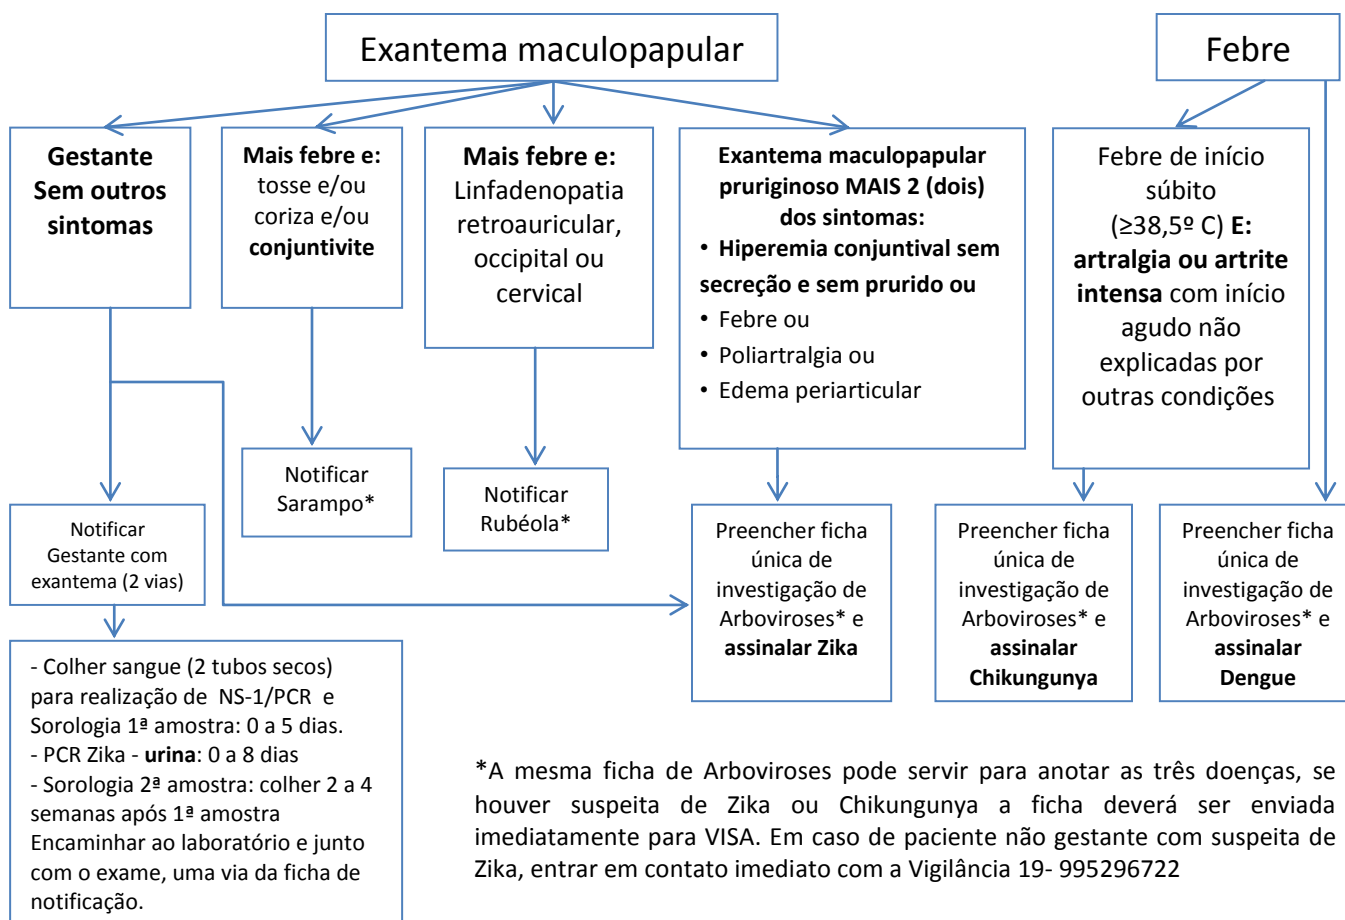 Exantema maculopapular
Febre
Gestante
Sem outros
sintomas
Mais febre e:
tosse e/ou
coriza e/ou
conjuntivite
Mais febre e:
Linfadenopatia
retroauricular,
occipital ou
cervical
Exantema maculopapular
pruriginoso MAIS 2 (dois)
dos sintomas:
• Hiperemia conjuntival sem
secreção e sem prurido ou
• Febre ou
• Poliartralgia ou
• Edema periarticular
Febre de início
súbito
(≥38,5º C) E:
artralgia ou artrite
intensa com início
agudo não
explicadas por
outras condições
Notificar
Sarampo*
Notificar
Rubéola*
Notificar
Gestante com
exantema (2 vias)
Preencher ficha
única de
investigação de
Arboviroses* e
assinalar Zika
Preencher ficha
única de
investigação de
Arboviroses* e
assinalar
Chikungunya
Preencher ficha
única de
investigação de
Arboviroses* e
assinalar
Dengue
- Colher sangue (2 tubos secos)
para realização de NS-1/PCR e
Sorologia 1ª amostra: 0 a 5 dias.
- PCR Zika - urina: 0 a 8 dias
- Sorologia 2ª amostra: colher 2 a 4
semanas após 1ª amostra
Encaminhar ao laboratório e junto
com o exame, uma via da ficha de
notificação.
*A mesma ficha de Arboviroses pode servir para anotar as três doenças, se
houver suspeita de Zika ou Chikungunya a ficha deverá ser enviada
imediatamente para VISA. Em caso de paciente não gestante com suspeita de
Zika, entrar em contato imediato com a Vigilância 19- 995296722